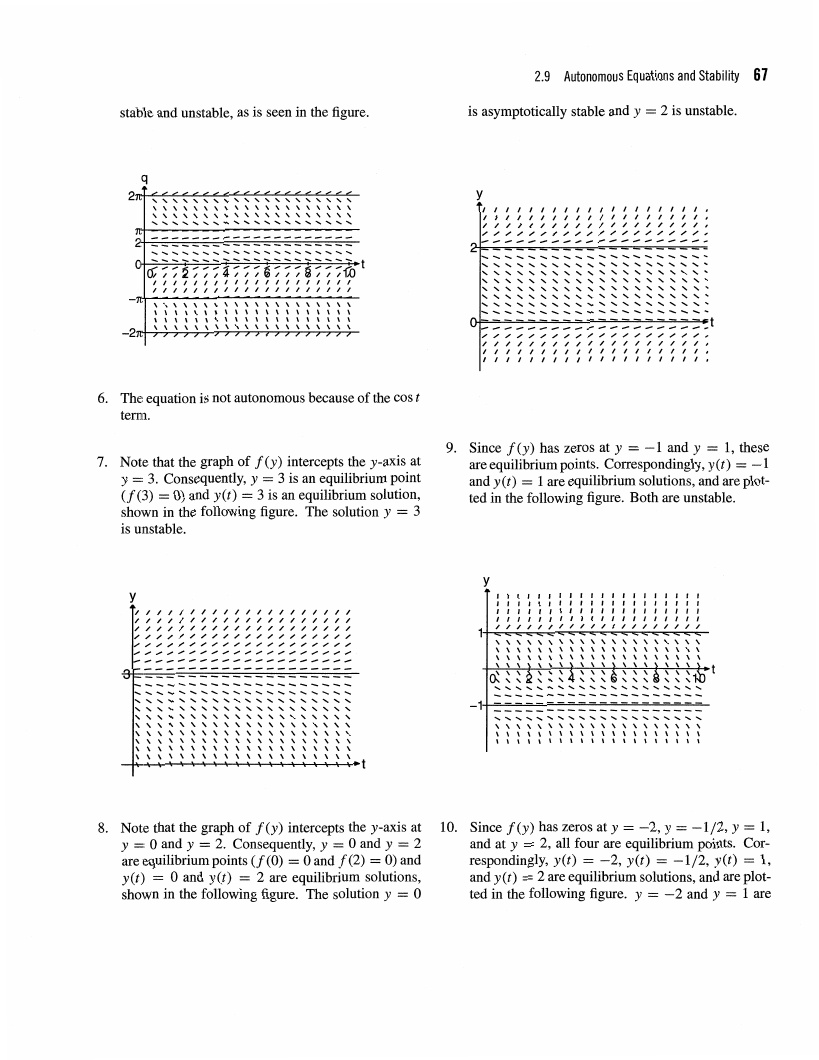 2.9 Autonomous Equations and Stability 67
stable and unstable, as is seen in the figure.
q
2π
π
2
0
0 2 4 6 8 10 t
−π
−2π
6. The equation is not autonomous because of the cos t
term.
7. Note that the graph of f(y) intercepts the y-axis at
y = 3. Consequently, y = 3 is an equilibrium point
(f(3) = 0) and y(t) = 3 is an equilibrium solution,
shown in the following figure. The solution y = 3
is unstable.
y
3
t
8. Note that the graph of f(y) intercepts the y-axis at
y = 0 and y = 2. Consequently, y = 0 and y = 2
are equilibrium points (f(0) = 0 and f(2) = 0) and
y(t) = 0 and y(t) = 2 are equilibrium solutions,
shown in the following figure. The solution y = 0
is asymptotically stable and y = 2 is unstable.
y
2
0 t
9. Since f(y) has zeros at y = −1 and y = 1, these
are equilibrium points. Correspondingly, y(t) = −1
and y(t) = 1 are equilibrium solutions, and are plot-
ted in the following figure. Both are unstable.
y
1
0 2 4 6 8 10 t
−1
10. Since f(y) has zeros at y = −2, y = −1/2, y = 1,
and at y = 2, all four are equilibrium points. Cor-
respondingly, y(t) = −2, y(t) = −1/2, y(t) = 1,
and y(t) = 2 are equilibrium solutions, and are plot-
ted in the following figure. y = −2 and y = 1 are